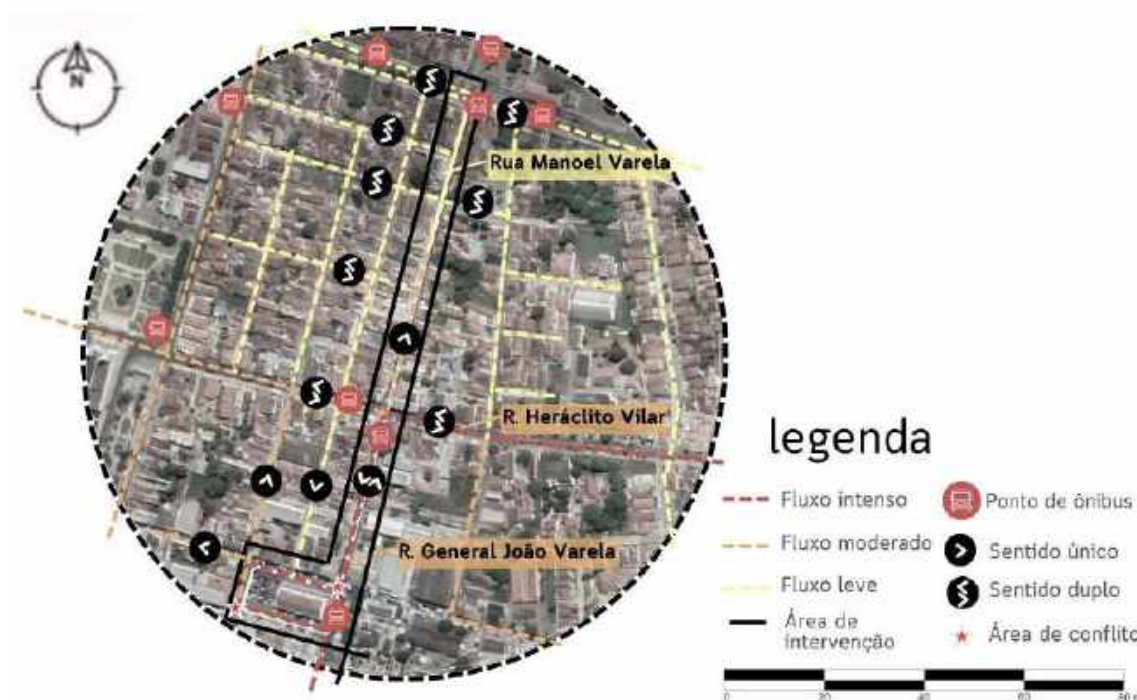 N
Rua Manoel Varela
R. Heráclito Vilar
R. General João Varela
legenda
Fluxo intenso
Ponto de ônibus
Fluxo moderado
Sentido único
Fluxo leve
Sentido duplo
Área de
intervenção
Área de conflito
0 20 40 60